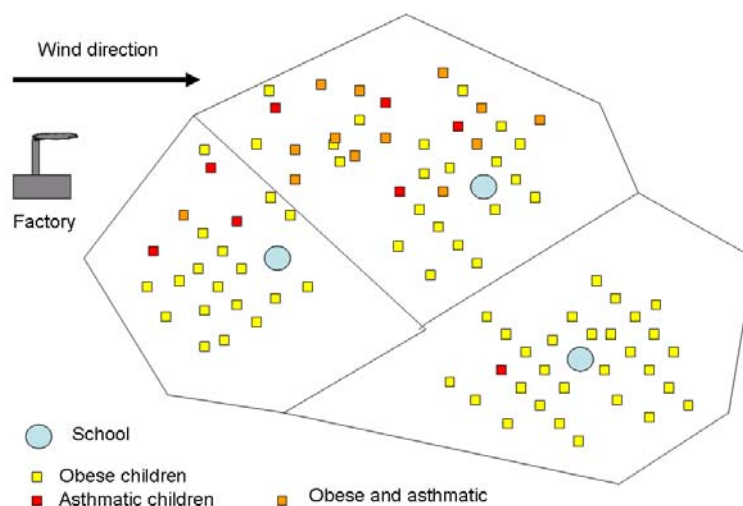 Wind direction
Factory
School
Obese children
Asthmatic children
Obese and asthmatic